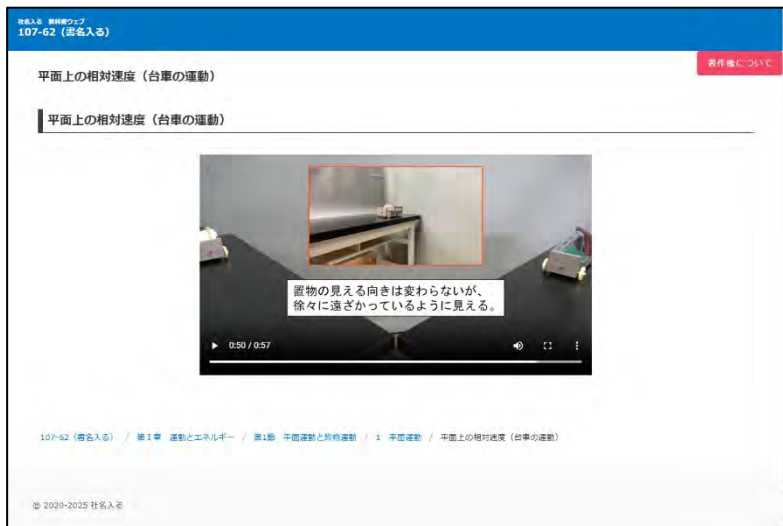 社名入る 教科書ウェブ
107-62（書名入る）
著作権について
平面上の相対速度（台車の運動）
平面上の相対速度（台車の運動）
置物の見える向きは変わらないが、
徐々に遠ざかっているように見える。
0:50 / 0:57
107-62（書名入る） / 第Ⅰ章 運動とエネルギー / 第1節 平面運動と放物運動 / 1 平面運動 / 平面上の相対速度（台車の運動）
© 2020-2025 社名入る